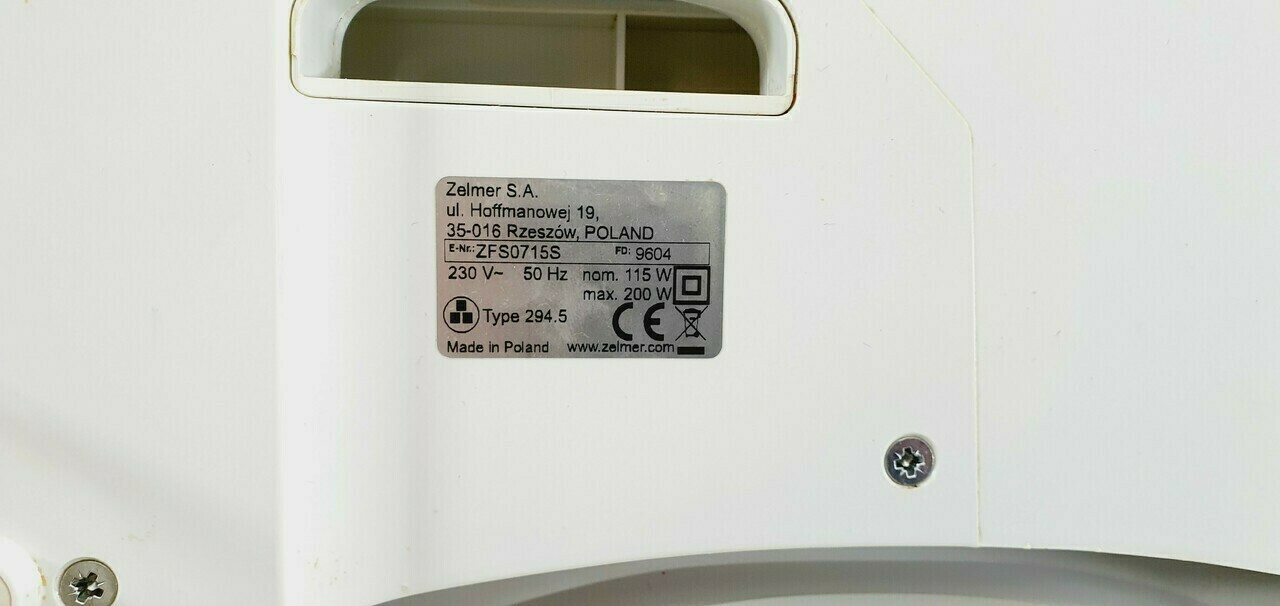 Zelmer S.A.
ul. Hoffmanowej 19,
35-016 Rzeszów, POLAND
E-Nr.: ZFS0715S FD: 9604
230 V~ 50 Hz nom. 115 W
max. 200 W
Type 294.5 CE
Made in Poland www.zelmer.com